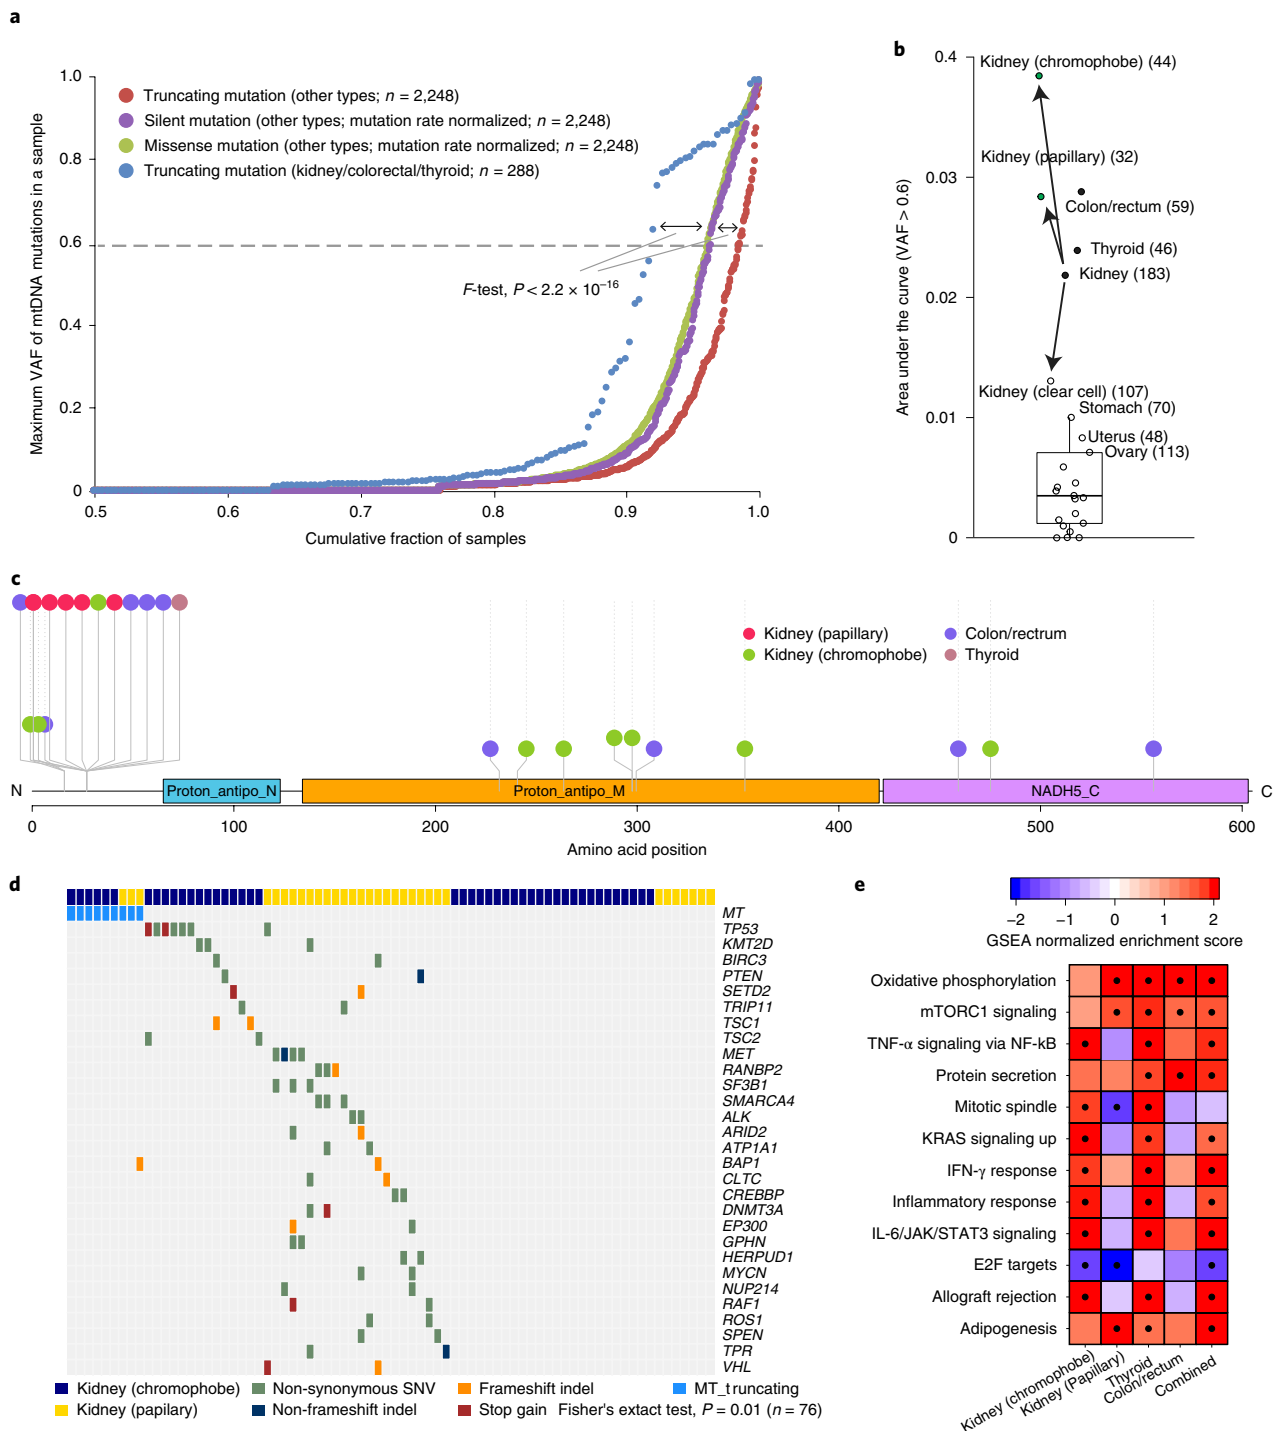 a
Maximum VAF of mtDNA mutations in a sample
1.0
0.8
0.6
0.4
0.2
0
Truncating mutation (other types; n = 2,248)
Silent mutation (other types; mutation rate normalized; n = 2,248)
Missense mutation (other types; mutation rate normalized; n = 2,248)
Truncating mutation (kidney/colorectal/thyroid; n = 288)
F-test, P < 2.2 × 10−16
0.5 0.6 0.7 0.8 0.9 1.0
Cumulative fraction of samples
b
Area under the curve (VAF > 0.6)
0.4
0.03
0.02
0.01
0
Kidney (chromophobe) (44)
Kidney (papillary) (32)
Colon/rectum (59)
Thyroid (46)
Kidney (183)
Kidney (clear cell) (107)
Stomach (70)
Uterus (48)
Ovary (113)
c
Kidney (papillary)
Kidney (chromophobe)
Colon/rectrum
Thyroid
N
Proton_antipo_N
Proton_antipo_M
NADH5_C
C
0 100 200 300 400 500 600
Amino acid position
d
MT
TP53
KMT2D
BIRC3
PTEN
SETD2
TRIP11
TSC1
TSC2
MET
RANBP2
SF3B1
SMARCA4
ALK
ARID2
ATP1A1
BAP1
CLTC
CREBBP
DNMT3A
EP300
GPHN
HERPUD1
MYCN
NUP214
RAF1
ROS1
SPEN
TPR
VHL
Kidney (chromophobe)
Kidney (papilary)
Non-synonymous SNV
Non-frameshift indel
Frameshift indel
Stop gain
MT_truncating
Fisher's exact test, P = 0.01 (n = 76)
e
−2 −1 0 1 2
GSEA normalized enrichment score
Oxidative phosphorylation
mTORC1 signaling
TNF-α signaling via NF-kB
Protein secretion
Mitotic spindle
KRAS signaling up
IFN-γ response
Inflammatory response
IL-6/JAK/STAT3 signaling
E2F targets
Allograft rejection
Adipogenesis
Kidney (chromophobe)
Kidney (Papillary)
Thyroid
Colon/rectum
Combined